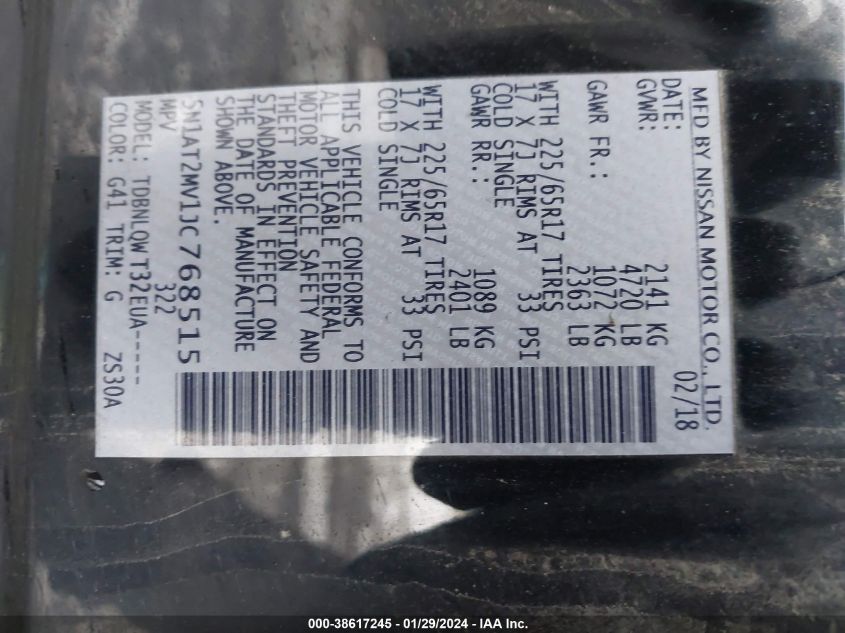 MFD BY NISSAN MOTOR CO., LTD.
DATE: 02/18
GVWR: 2141 KG
4720 LB
GAWR FR.: 1072 KG
2363 LB
WITH 225/65R17 TIRES
17 X 7J RIMS AT 33 PSI
COLD SINGLE
GAWR RR.: 1089 KG
2401 LB
WITH 225/65R17 TIRES
17 X 7J RIMS AT 33 PSI
COLD SINGLE
THIS VEHICLE CONFORMS TO
ALL APPLICABLE FEDERAL
MOTOR VEHICLE SAFETY AND
THEFT PREVENTION
STANDARDS IN EFFECT ON
THE DATE OF MANUFACTURE
SHOWN ABOVE.
5N1AT2MV1JC768515
MPV 322
MODEL: TDBNLQW T32EUA-----
COLOR: G41 TRIM: G ZS30A
000-38617245 - 01/29/2024 - IAA Inc.